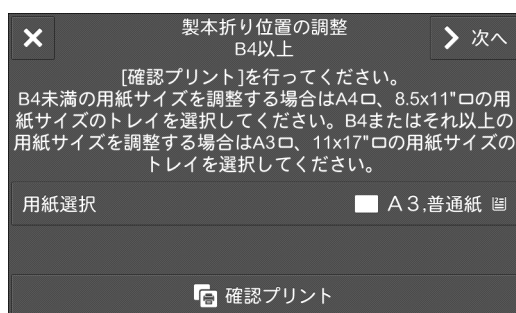 製本折り位置の調整
B4以上
次へ
[確認プリント]を行ってください。
B4未満の用紙サイズを調整する場合はA4ロ、8.5x11"ロの用
紙サイズのトレイを選択してください。B4またはそれ以上の
用紙サイズを調整する場合はA3ロ、11x17"ロの用紙サイズの
トレイを選択してください。
用紙選択
A3,普通紙
確認プリント